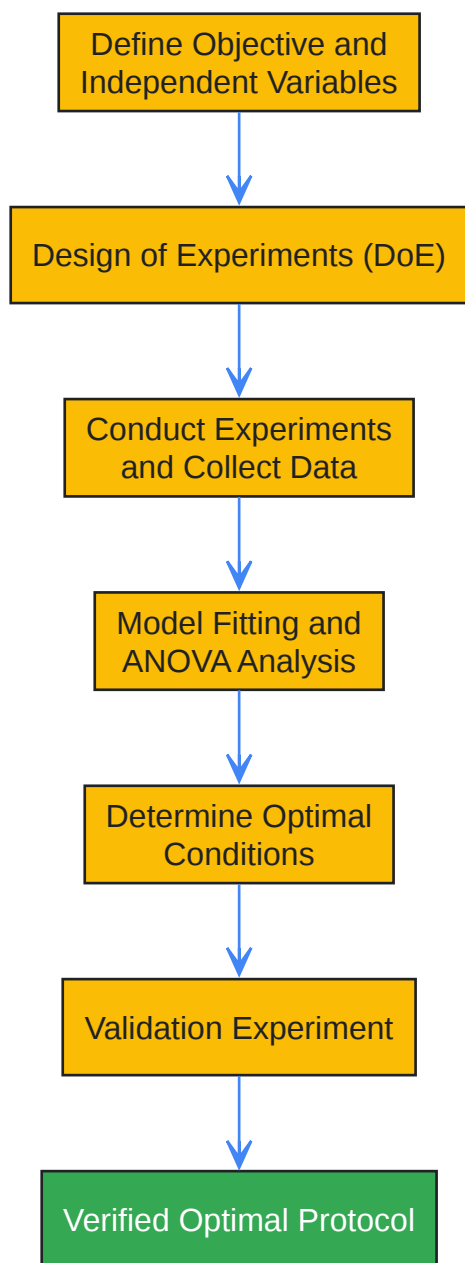 Define Objective and
Independent Variables
Design of Experiments (DoE)
Conduct Experiments
and Collect Data
Model Fitting and
ANOVA Analysis
Determine Optimal
Conditions
Validation Experiment
Verified Optimal Protocol